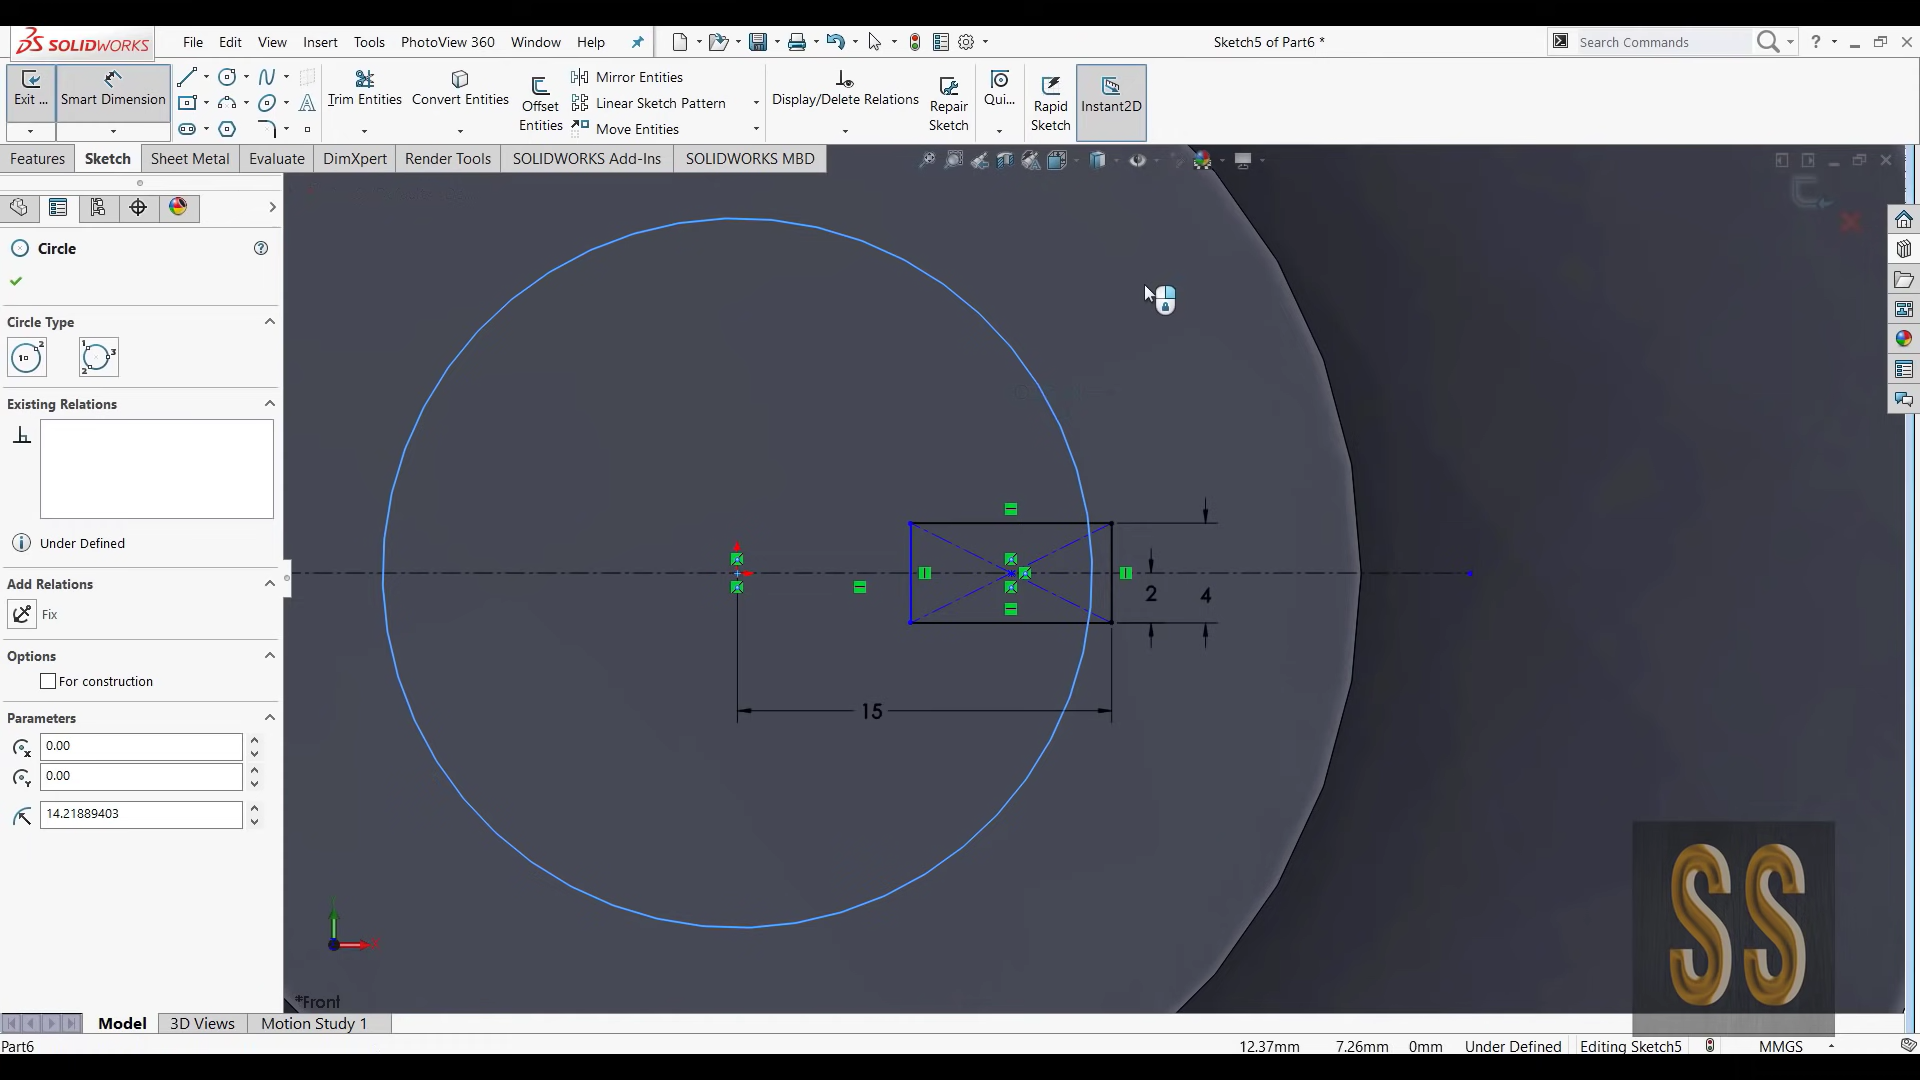 SOLIDWORKS File Edit View Insert Tools PhotoView 360 Window Help Sketch5 of Part6 * Search Commands ?
Exit ... Smart Dimension Trim Entities Convert Entities Offset Entities Mirror Entities Linear Sketch Pattern Move Entities Display/Delete Relations Repair Sketch Qui... Rapid Sketch Instant2D
Features Sketch Sheet Metal Evaluate DimXpert Render Tools SOLIDWORKS Add-Ins SOLIDWORKS MBD
Circle ?
Circle Type
Existing Relations
Under Defined
Add Relations
Fix
Options
For construction
Parameters
0.00
0.00
14.21889403
2
4
15
*Front
SS
Model 3D Views Motion Study 1
Part6 12.37mm 7.26mm 0mm Under Defined Editing Sketch5 MMGS